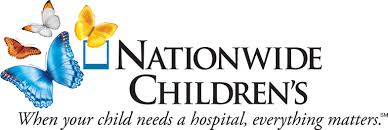 NATIONWIDE
CHILDREN'S
When your child needs a hospital, everything matters.℠